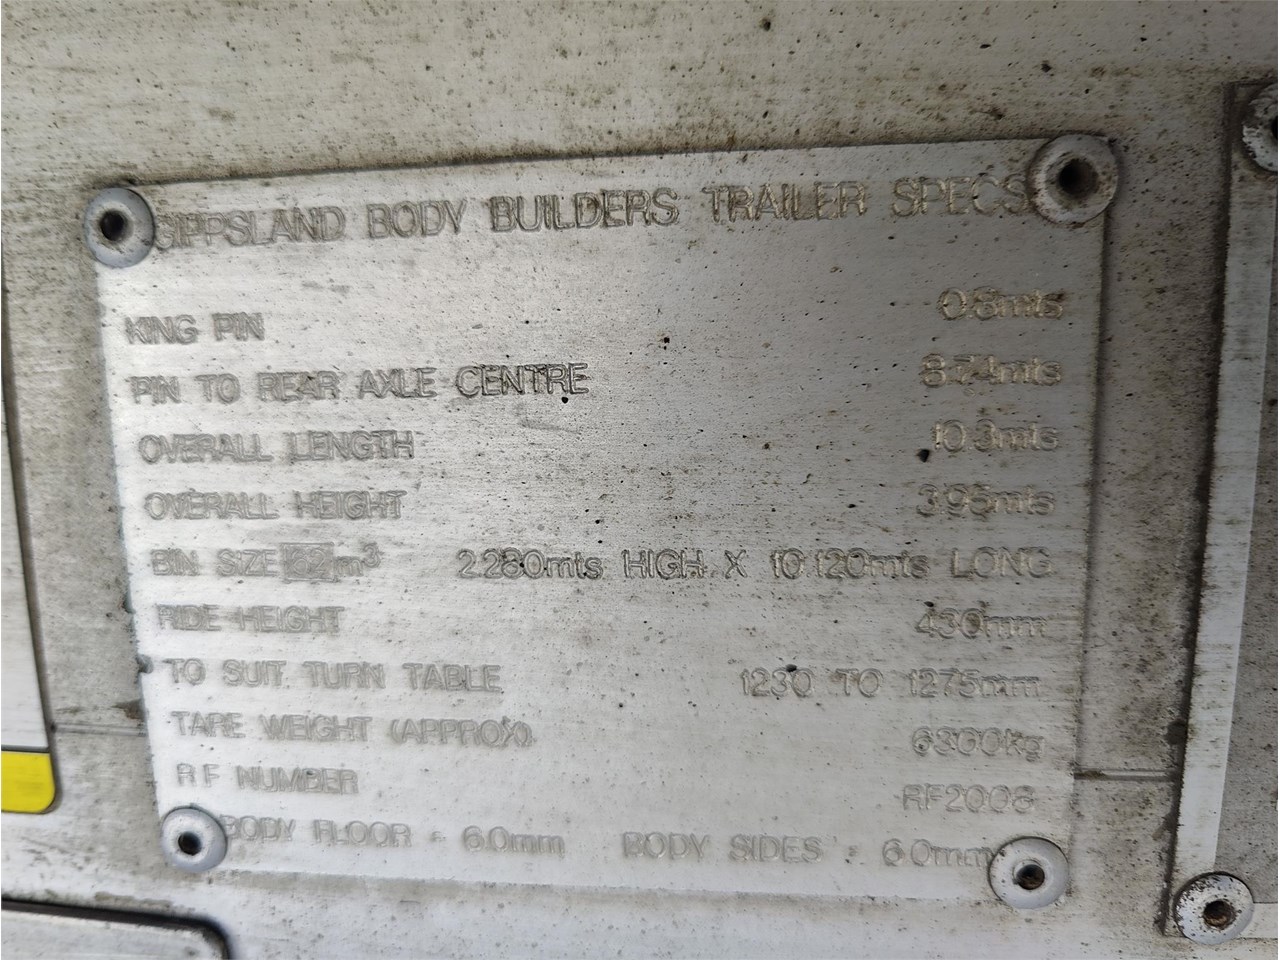 GIPPSLAND BODY BUILDERS TRAILER SPECS
KING PIN 0.8mts
PIN TO REAR AXLE CENTRE 8.74mts
OVERALL LENGTH 10.3mts
OVERALL HEIGHT 3.95mts
BIN SIZE 62m³ 2.280mts HIGH X 10.120mts LONG
RIDE HEIGHT 430mm
TO SUIT TURN TABLE 1230 TO 1275mm
TARE WEIGHT (APPROX). 6300kg
R F NUMBER RF2008
BODY FLOOR - 6.0mm BODY SIDES - 6.0mm